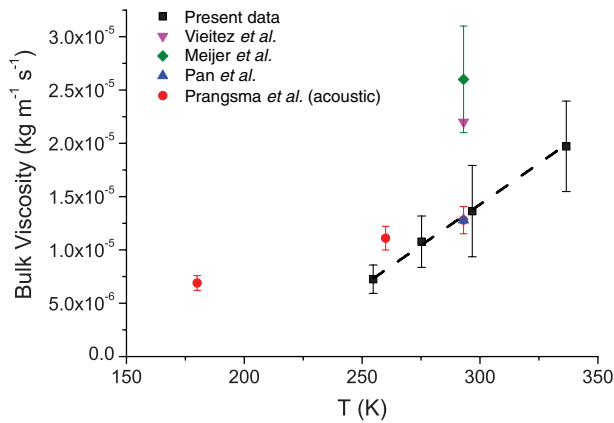 Present data
Vieitez et al.
Meijer et al.
Pan et al.
Prangsma et al. (acoustic)
Bulk Viscosity (kg m⁻¹ s⁻¹)
3.0x10⁻⁵
2.5x10⁻⁵
2.0x10⁻⁵
1.5x10⁻⁵
1.0x10⁻⁵
5.0x10⁻⁶
0.0
150 200 250 300 350
T (K)